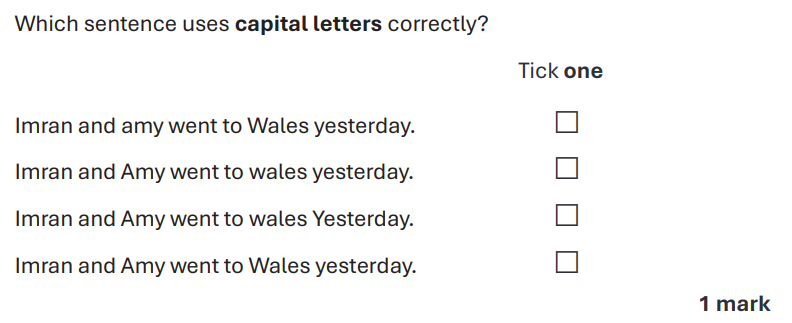 Which sentence uses capital letters correctly?
Tick one
Imran and amy went to Wales yesterday.
Imran and Amy went to wales yesterday.
Imran and Amy went to wales Yesterday.
Imran and Amy went to Wales yesterday.
1 mark